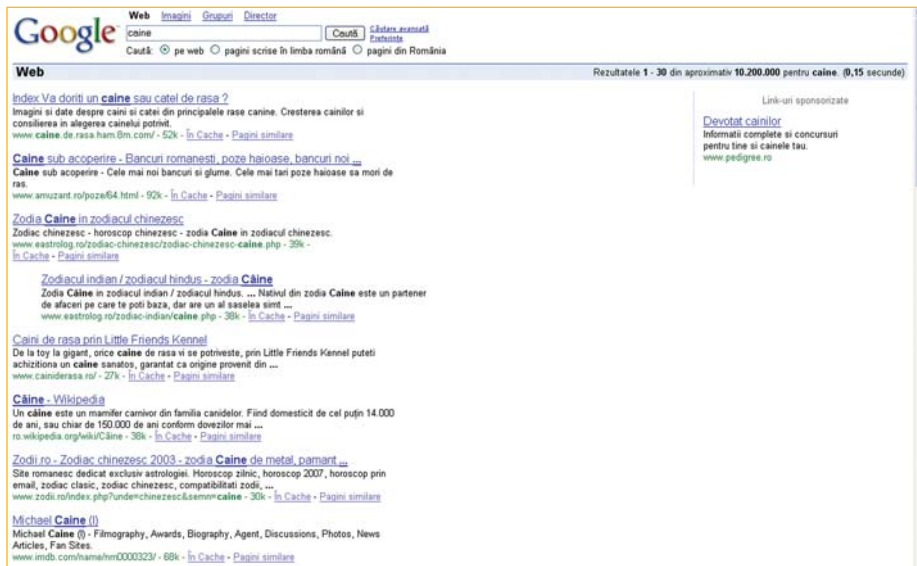 Google
Web Imagini Grupuri Director
caine Caută Căutare avansată
Preferinţe
Caută: pe web pagini scrise în limba română pagini din România
Web Rezultatele 1 - 30 din aproximativ 10.200.000 pentru caine. (0,15 secunde)
Index Va doriti un caine sau catel de rasa ?
Imagini si date despre caini si catei din principalele rase canine. Cresterea cainilor si
consilierea in alegerea cainelui potrivit.
www.caine.de.rasa.ham.8m.com/ - 52k - În Cache - Pagini similare
Caine sub acoperire - Bancuri romanesti, poze haioase, bancuri noi ...
Caine sub acoperire - Cele mai noi bancuri si glume. Cele mai tari poze haioase sa mori de
ras.
www.amuzant.ro/poze/64.html - 92k - În Cache - Pagini similare
Zodia Caine in zodiacul chinezesc
Zodiac chinezesc - horoscop chinezesc - zodia Caine in zodiacul chinezesc.
www.eastrolog.ro/zodiac-chinezesc/zodiac-chinezesc-caine.php - 39k -
În Cache - Pagini similare
Zodiacul indian / zodiacul hindus - zodia Câine
Zodia Câine in zodiacul indian / zodiacul hindus. ... Nativul din zodia Caine este un partener
de afaceri pe care te poti baza, dar are un al saselea simt ...
www.eastrolog.ro/zodiac-indian/caine.php - 38k - În Cache - Pagini similare
Caini de rasa prin Little Friends Kennel
De la toy la gigant, orice caine de rasa vi se potriveste, prin Little Friends Kennel puteti
achizitiona un caine sanatos, garantat ca origine provenit din ...
www.cainiderasa.ro/ - 27k - În Cache - Pagini similare
Câine - Wikipedia
Un câine este un mamifer carnivor din familia canidelor. Fiind domesticit de cel puţin 14.000
de ani, sau chiar de 150.000 de ani conform dovezilor mai ...
ro.wikipedia.org/wiki/Câine - 38k - În Cache - Pagini similare
Zodii.ro - Zodiac chinezesc 2003 - zodia Caine de metal, pamant ...
Site romanesc dedicat exclusiv astrologiei. Horoscop zilnic, horoscop 2007, horoscop prin
email, zodiac clasic, zodiac chinezesc, compatibilitati zodii, ...
www.zodii.ro/index.php?unde=chinezesc&semn=caine - 30k - În Cache - Pagini similare
Michael Caine (I)
Michael Caine (I) - Filmography, Awards, Biography, Agent, Discussions, Photos, News
Articles, Fan Sites.
www.imdb.com/name/nm0000323/ - 68k - În Cache - Pagini similare
Link-uri sponsorizate
Devotat cainilor
Informatii complete si concursuri
pentru tine si cainele tau.
www.pedigree.ro